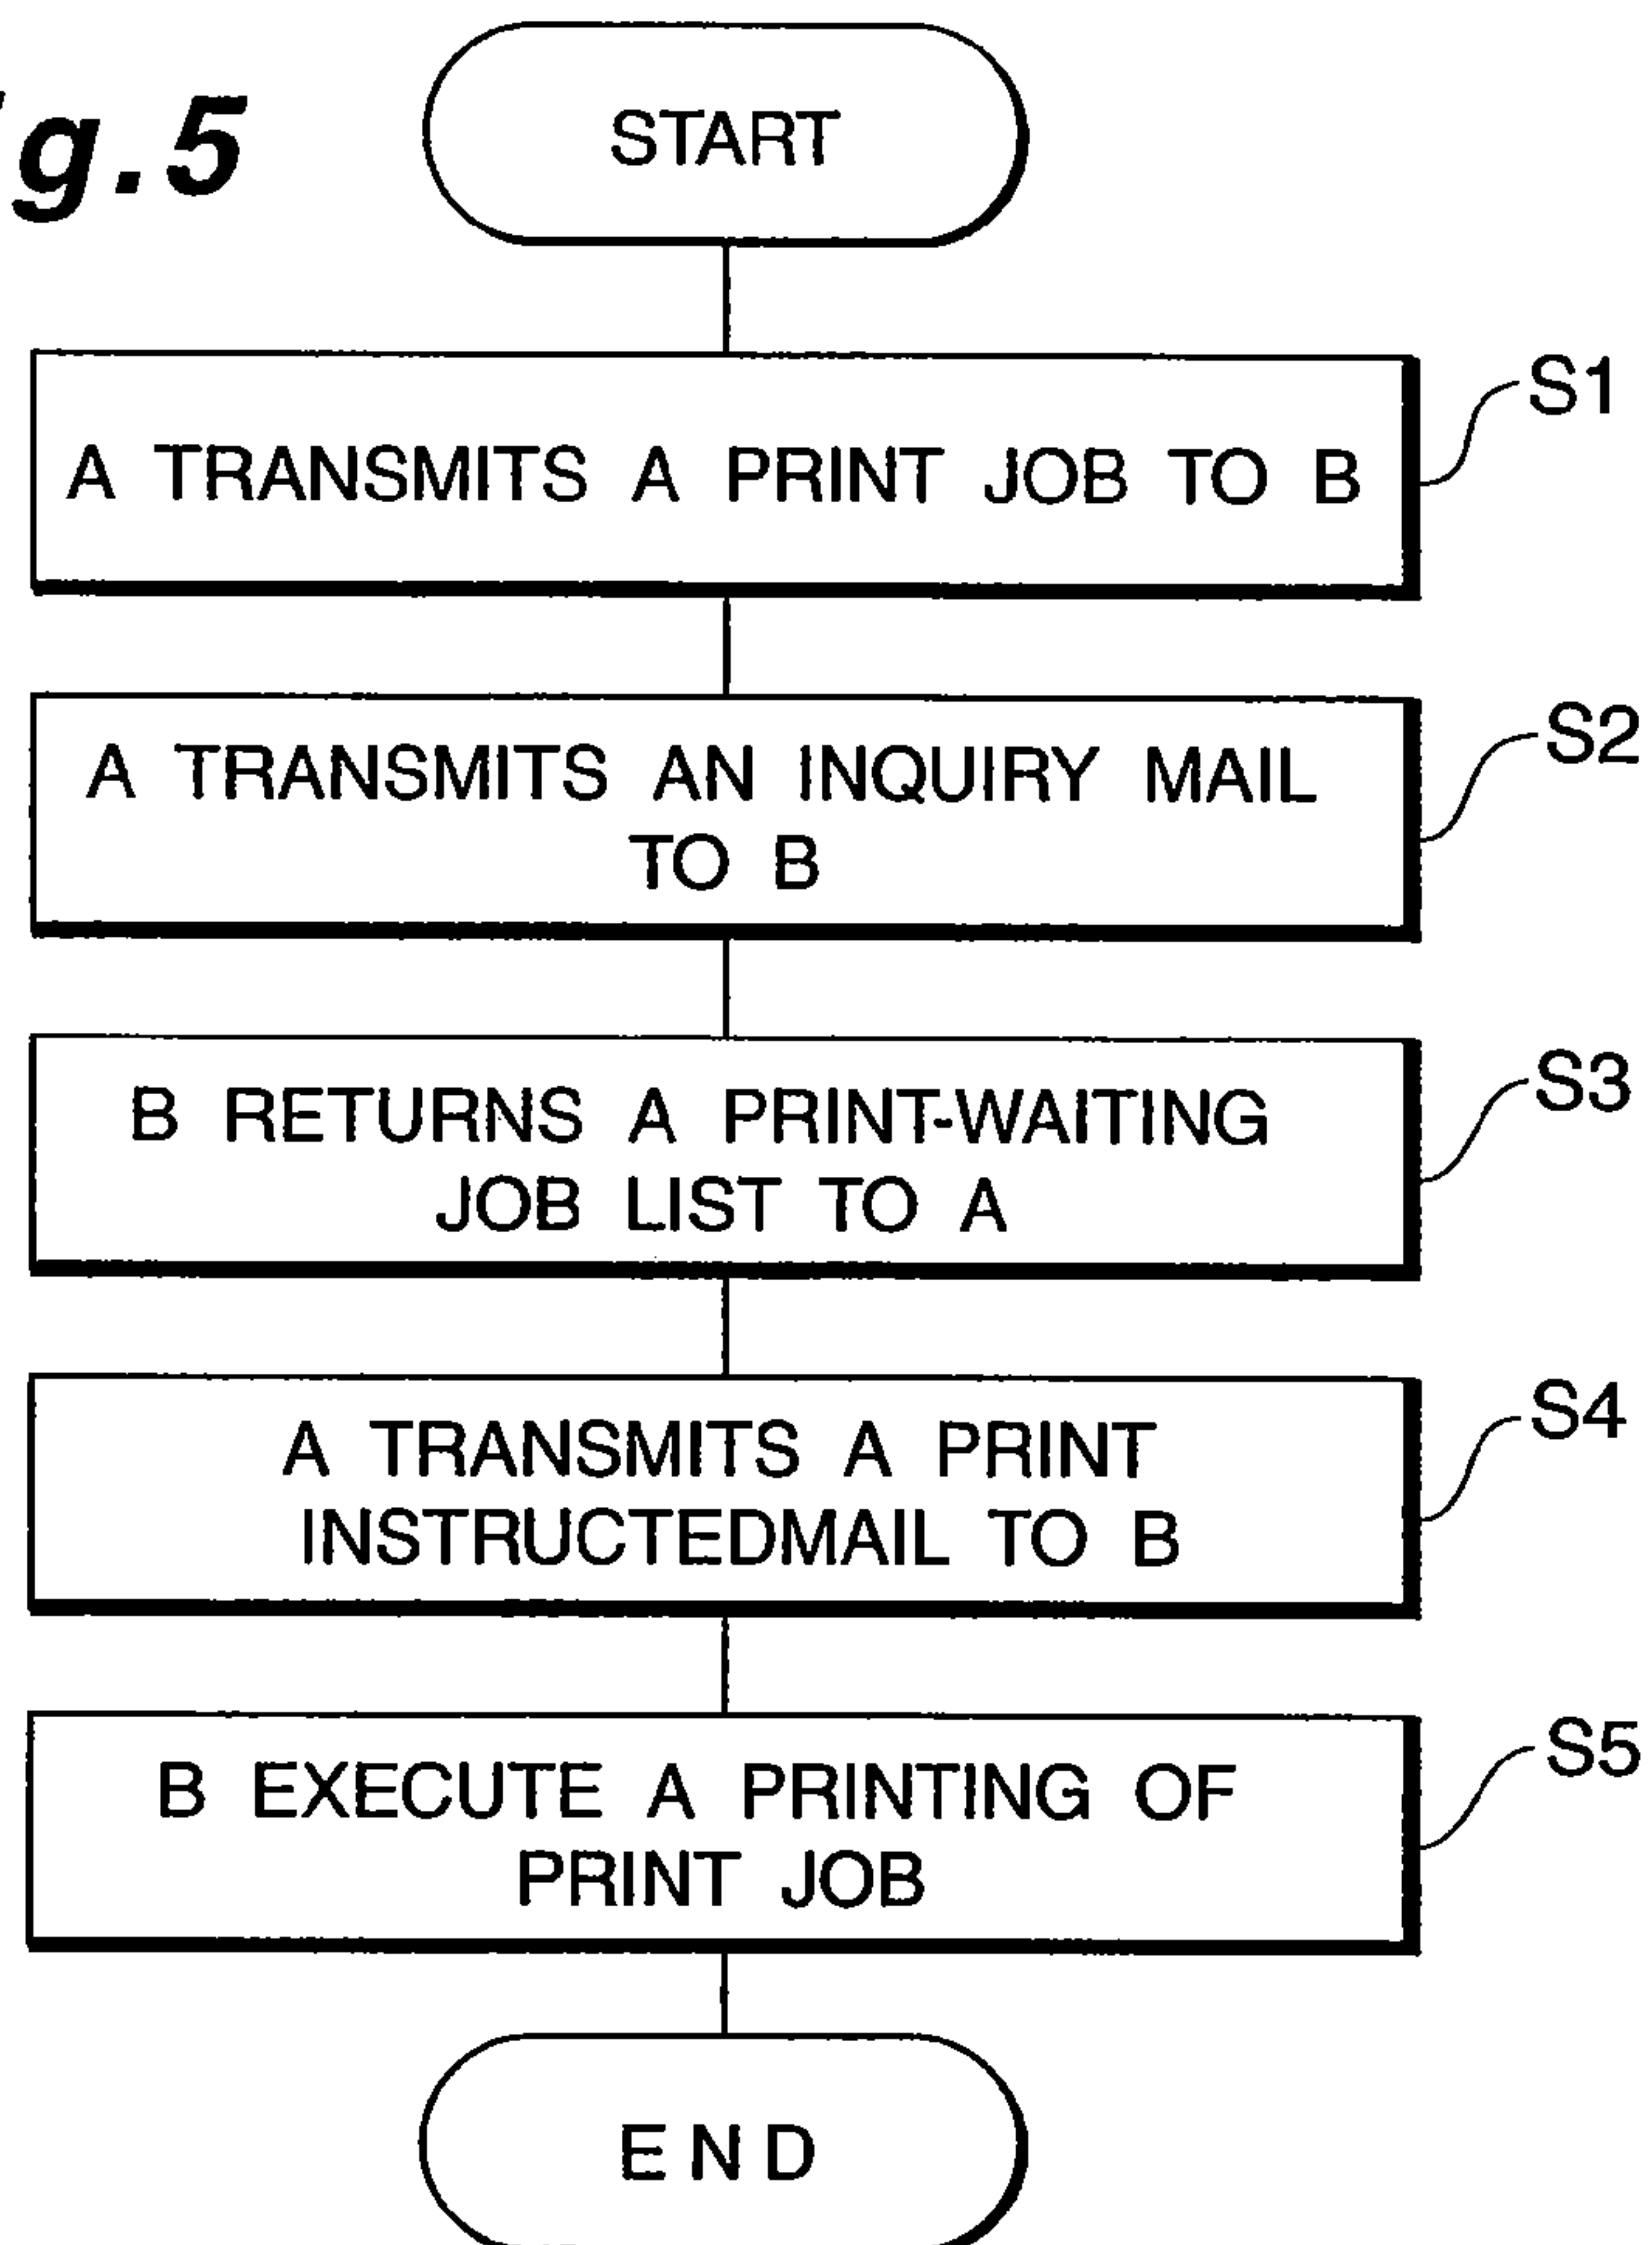 g.5
START
A TRANSMITS A PRINT JOB TO B
S1
A TRANSMITS AN INQUIRY MAIL
TO B
S2
B RETURNS A PRINT-WAITING
JOB LIST TO A
S3
A TRANSMITS A PRINT
INSTRUCTEDMAIL TO B
S4
B EXECUTE A PRINTING OF
PRINT JOB
S5
END